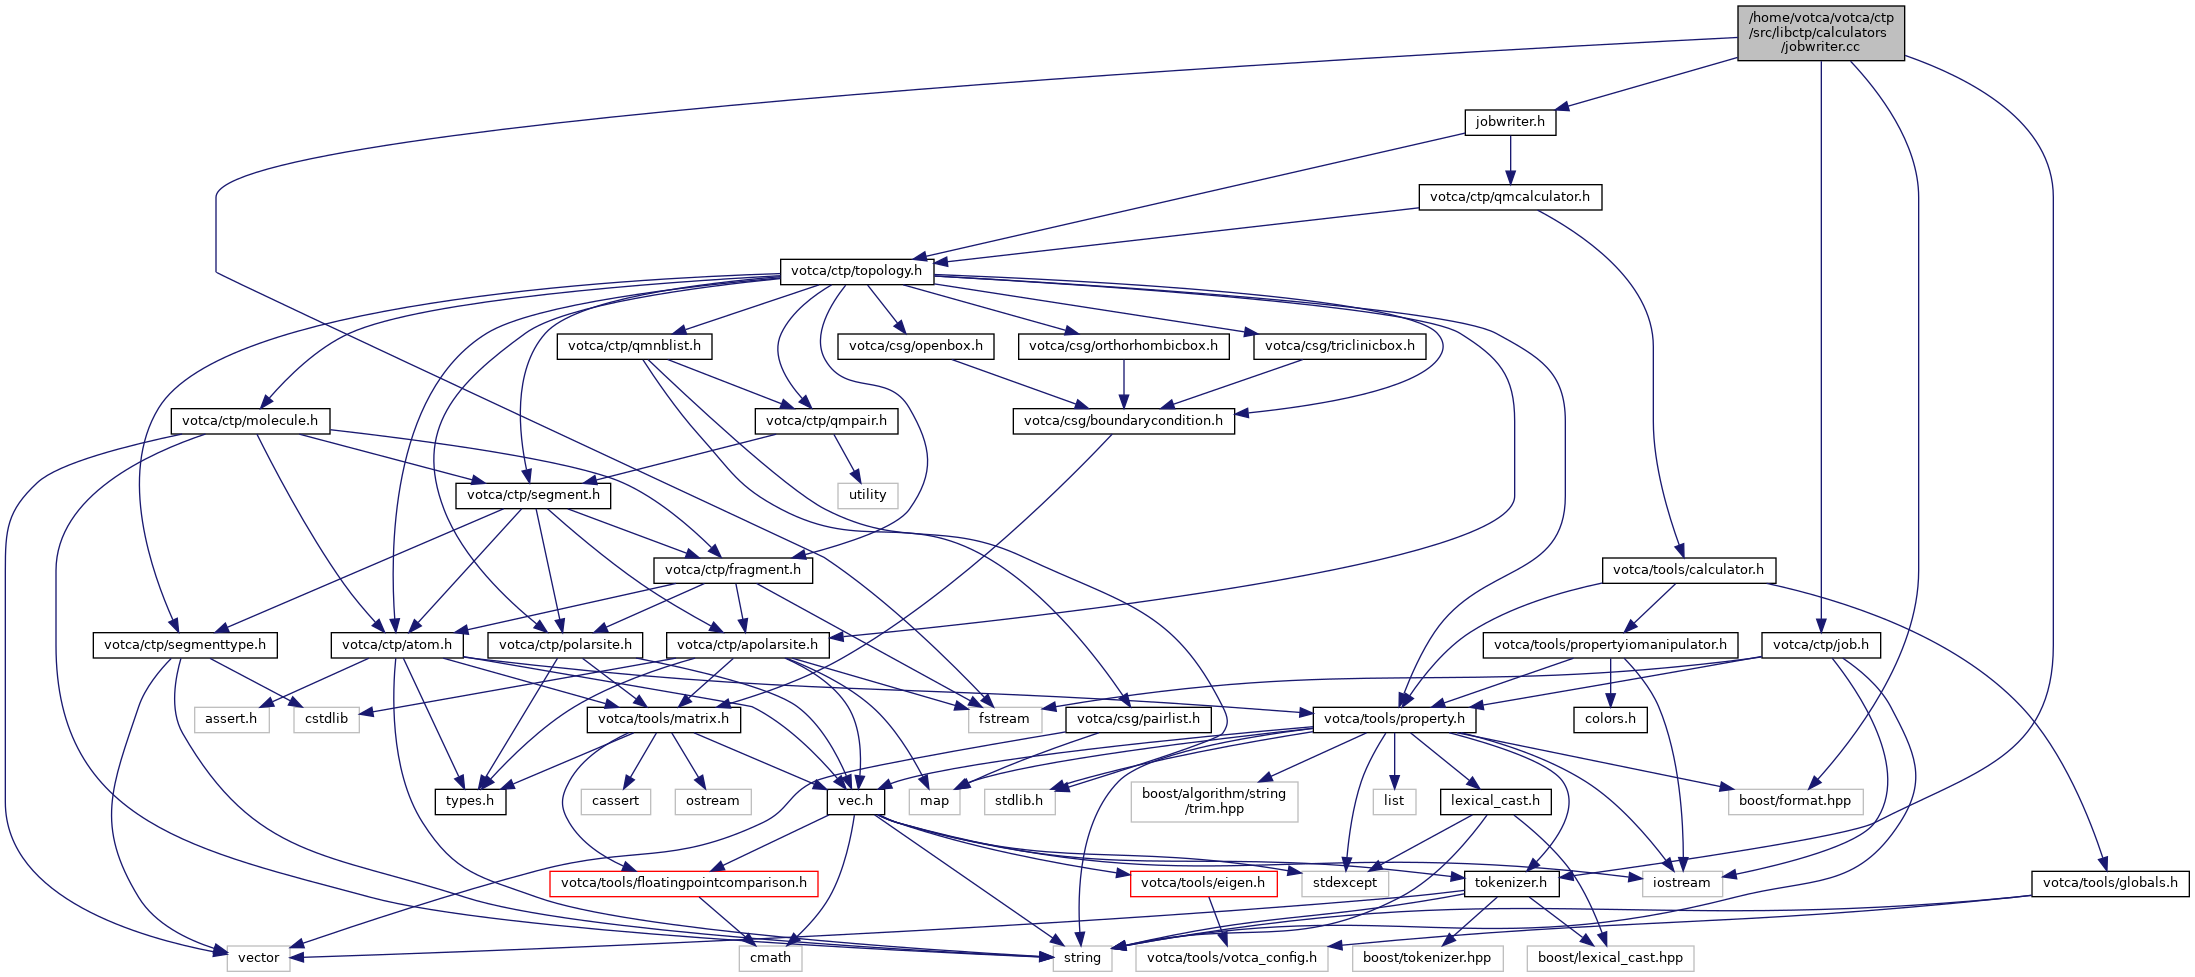 /home/votca/votca/ctp
/src/libctp/calculators
/jobwriter.cc
jobwriter.h
votca/ctp/qmcalculator.h
votca/ctp/topology.h
votca/ctp/qmnblist.h
votca/csg/openbox.h
votca/csg/orthorhombicbox.h
votca/csg/triclinicbox.h
votca/ctp/molecule.h
votca/ctp/qmpair.h
votca/csg/boundarycondition.h
votca/ctp/segment.h
utility
votca/ctp/fragment.h
votca/tools/calculator.h
votca/ctp/segmenttype.h
votca/ctp/atom.h
votca/ctp/polarsite.h
votca/ctp/apolarsite.h
votca/tools/propertyiomanipulator.h
votca/ctp/job.h
assert.h
cstdlib
votca/tools/matrix.h
fstream
votca/csg/pairlist.h
votca/tools/property.h
colors.h
types.h
cassert
ostream
vec.h
map
stdlib.h
boost/algorithm/string
/trim.hpp
list
lexical_cast.h
boost/format.hpp
votca/tools/floatingpointcomparison.h
votca/tools/eigen.h
stdexcept
tokenizer.h
iostream
votca/tools/globals.h
vector
cmath
string
votca/tools/votca_config.h
boost/tokenizer.hpp
boost/lexical_cast.hpp